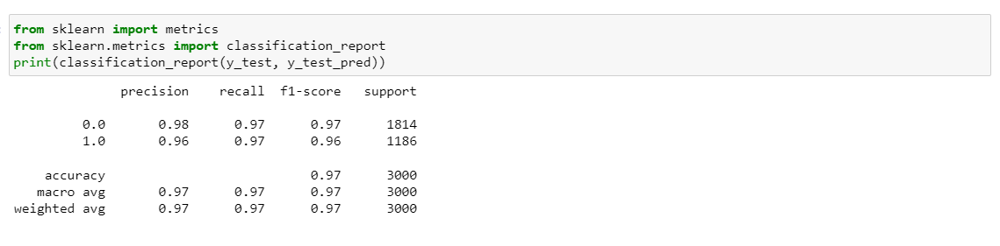 from sklearn import metrics
from sklearn.metrics import classification_report
print(classification_report(y_test, y_test_pred))
precision recall f1-score support
0.0 0.98 0.97 0.97 1814
1.0 0.96 0.97 0.96 1186
accuracy 0.97 3000
macro avg 0.97 0.97 0.97 3000
weighted avg 0.97 0.97 0.97 3000